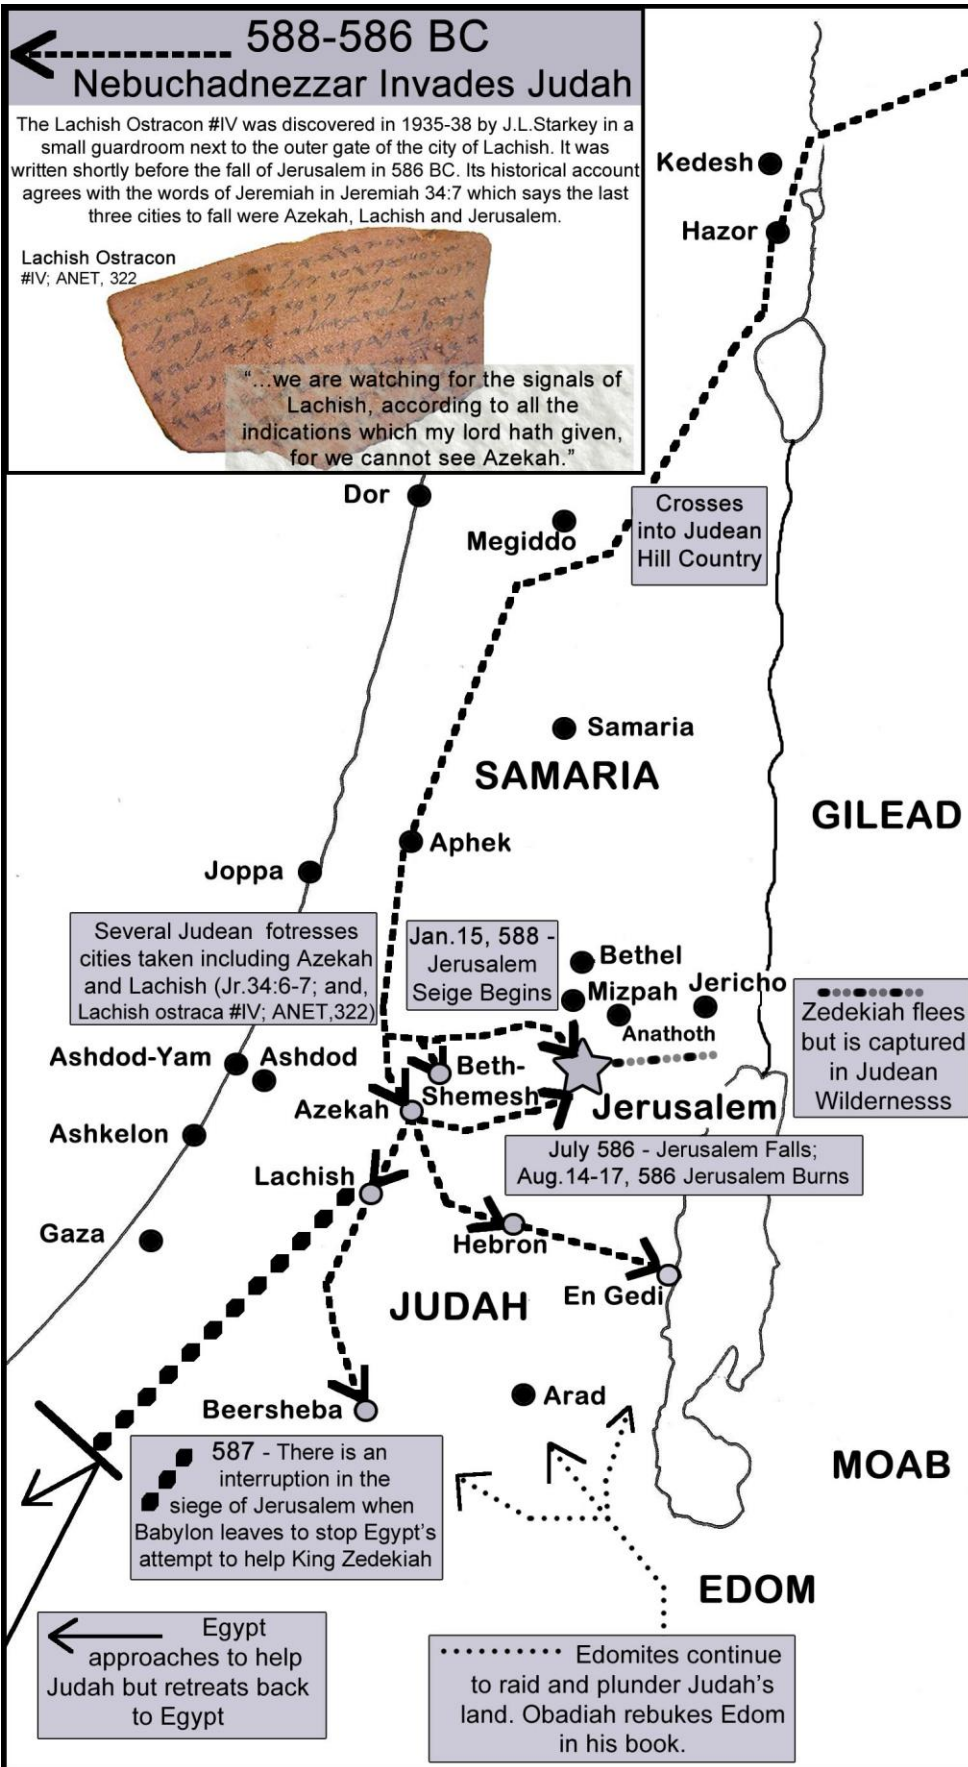 588-586 BC
Nebuchadnezzar Invades Judah
The Lachish Ostracon #IV was discovered in 1935-38 by J.L.Starkey in a
small guardroom next to the outer gate of the city of Lachish. It was
written shortly before the fall of Jerusalem in 586 BC. Its historical account
agrees with the words of Jeremiah in Jeremiah 34:7 which says the last
three cities to fall were Azekah, Lachish and Jerusalem.
Lachish Ostracon
#IV; ANET, 322
“...we are watching for the signals of
Lachish, according to all the
indications which my lord hath given,
for we cannot see Azekah.”
Kedesh
Hazor
Dor
Megiddo
Crosses
into Judean
Hill Country
Samaria
SAMARIA
GILEAD
Aphek
Joppa
Several Judean fotresses
cities taken including Azekah
and Lachish (Jr.34:6-7; and,
Lachish ostraca #IV; ANET,322)
Jan.15, 588 -
Jerusalem
Seige Begins
Bethel
Mizpah
Jericho
Anathoth
Zedekiah flees
but is captured
in Judean
Wildernesss
Ashdod-Yam
Ashdod
Beth-
Shemesh
Azekah
Jerusalem
Ashkelon
July 586 - Jerusalem Falls;
Aug.14-17, 586 Jerusalem Burns
Lachish
Gaza
Hebron
En Gedi
JUDAH
Beersheba
Arad
MOAB
587 - There is an
interruption in the
siege of Jerusalem when
Babylon leaves to stop Egypt’s
attempt to help King Zedekiah
EDOM
Egypt
approaches to help
Judah but retreats back
to Egypt
Edomites continue
to raid and plunder Judah’s
land. Obadiah rebukes Edom
in his book.